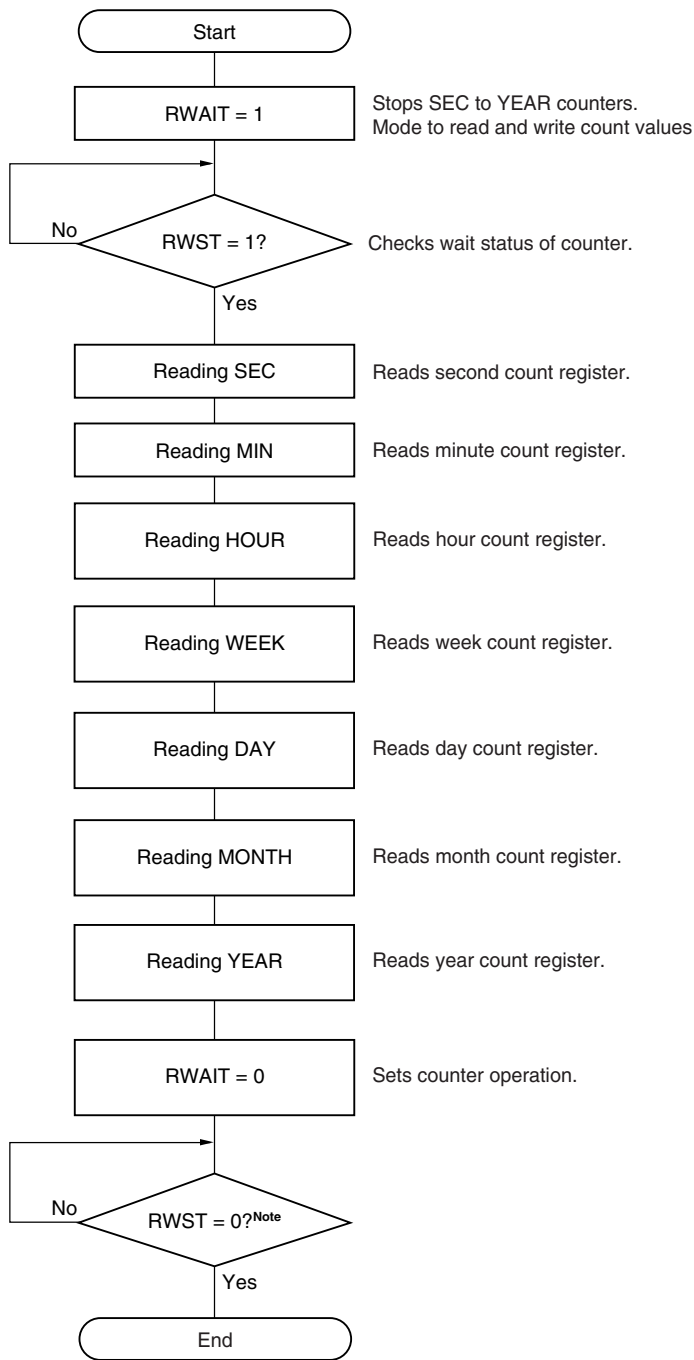 Start
RWAIT = 1
Stops SEC to YEAR counters.
Mode to read and write count values
No
RWST = 1?
Checks wait status of counter.
Yes
Reading SEC
Reads second count register.
Reading MIN
Reads minute count register.
Reading HOUR
Reads hour count register.
Reading WEEK
Reads week count register.
Reading DAY
Reads day count register.
Reading MONTH
Reads month count register.
Reading YEAR
Reads year count register.
RWAIT = 0
Sets counter operation.
No
RWST = 0?Note
Yes
End